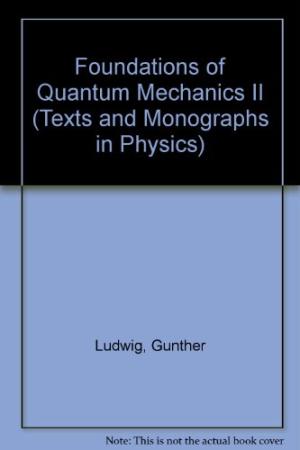 Foundations of
Quantum Mechanics II
(Texts and Monographs
in Physics)
Ludwig, Gunther
Note: This is not the actual book cover